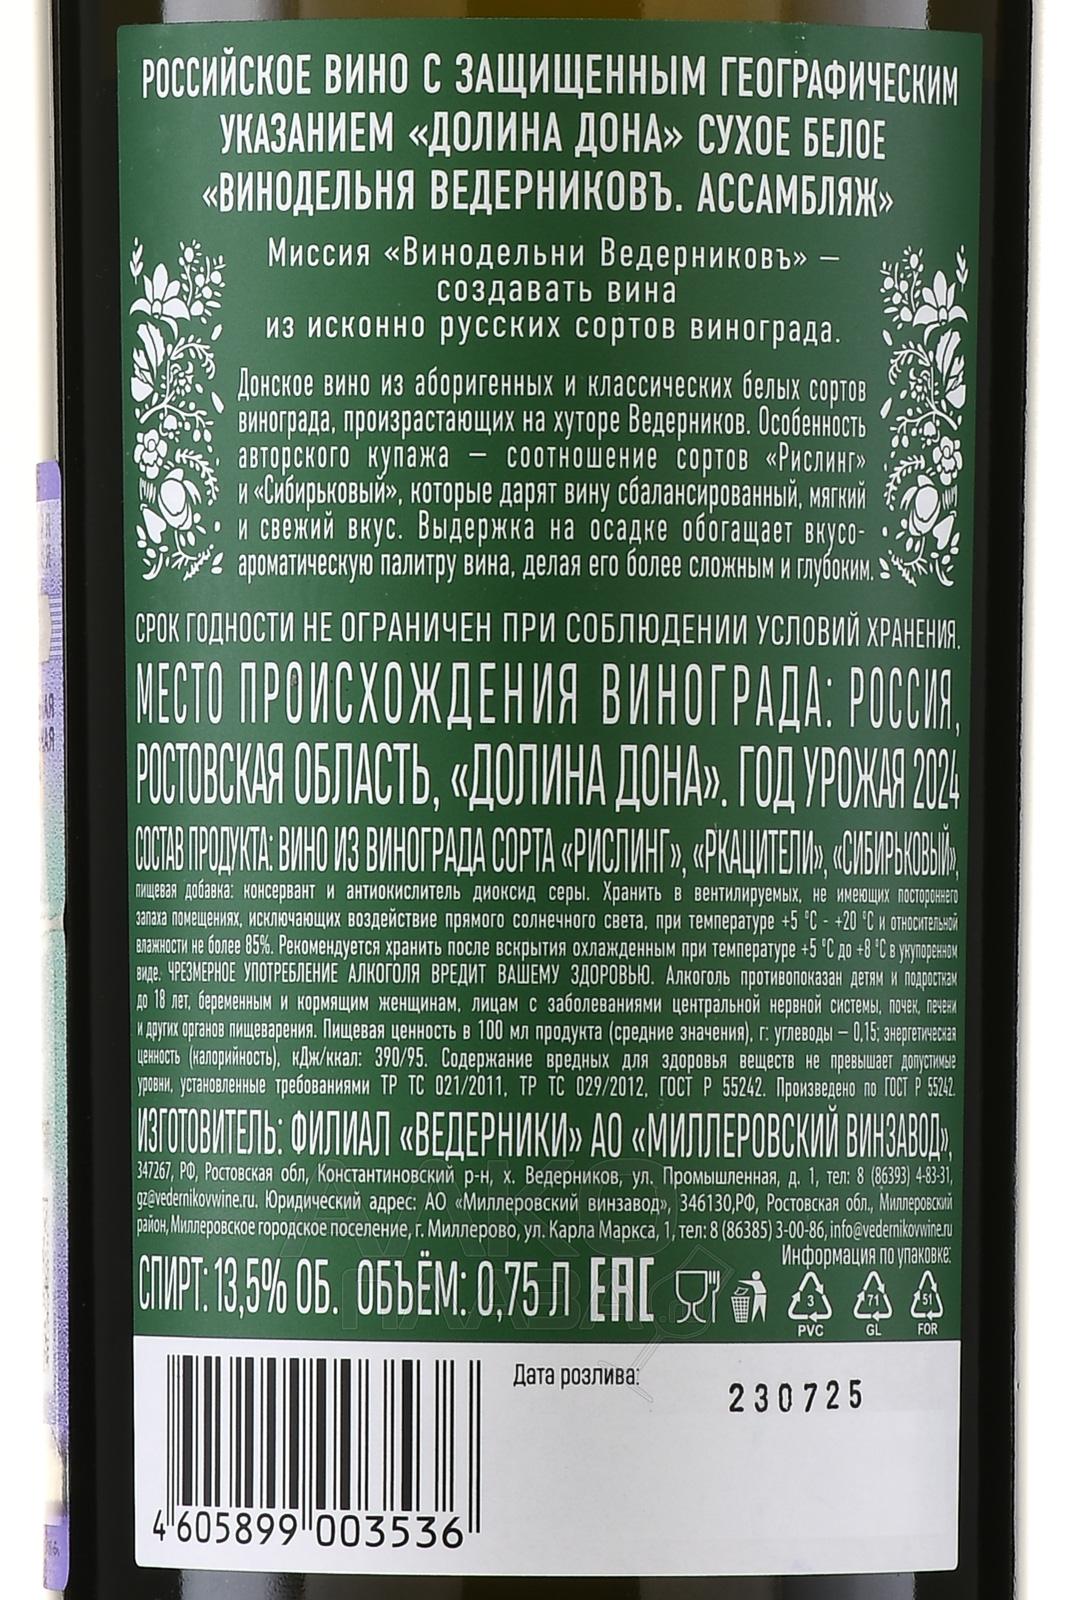 РОССИЙСКОЕ ВИНО С ЗАЩИЩЕННЫМ ГЕОГРАФИЧЕСКИМ
УКАЗАНИЕМ «ДОЛИНА ДОНА» СУХОЕ БЕЛОЕ
«ВИНОДЕЛЬНЯ ВЕДЕРНИКОВЪ. АССАМБЛЯЖ»
Миссия «Винодельни Ведерниковъ» –
создавать вина
из исконно русских сортов винограда.
Донское вино из аборигенных и классических белых сортов
винограда, произрастающих на хуторе Ведерников. Особенность
авторского купажа – соотношение сортов «Рислинг»
и «Сибирьковый», которые дарят вину сбалансированный, мягкий
и свежий вкус. Выдержка на осадке обогащает вкусо-
ароматическую палитру вина, делая его более сложным и глубоким.
СРОК ГОДНОСТИ НЕ ОГРАНИЧЕН ПРИ СОБЛЮДЕНИИ УСЛОВИЙ ХРАНЕНИЯ.
МЕСТО ПРОИСХОЖДЕНИЯ ВИНОГРАДА: РОССИЯ,
РОСТОВСКАЯ ОБЛАСТЬ, «ДОЛИНА ДОНА». ГОД УРОЖАЯ 2024
СОСТАВ ПРОДУКТА: ВИНО ИЗ ВИНОГРАДА СОРТА «РИСЛИНГ», «РКАЦИТЕЛИ», «СИБИРЬКОВЫЙ»,
пищевая добавка: консервант и антиокислитель диоксид серы. Хранить в вентилируемых, не имеющих постороннего
запаха помещениях, исключающих воздействие прямого солнечного света, при температуре +5 °С - +20 °С и относительной
влажности не более 85%. Рекомендуется хранить после вскрытия охлажденным при температуре +5 °С до +8 °С в укупоренном
виде. ЧРЕЗМЕРНОЕ УПОТРЕБЛЕНИЕ АЛКОГОЛЯ ВРЕДИТ ВАШЕМУ ЗДОРОВЬЮ. Алкоголь противопоказан детям и подросткам
до 18 лет, беременным и кормящим женщинам, лицам с заболеваниями центральной нервной системы, почек, печени
и других органов пищеварения. Пищевая ценность в 100 мл продукта (средние значения), г: углеводы – 0,15; энергетическая
ценность (калорийность), кДж/ккал: 390/95. Содержание вредных для здоровья веществ не превышает допустимые
уровни, установленные требованиями ТР ТС 021/2011, ТР ТС 029/2012, ГОСТ Р 55242. Произведено по ГОСТ Р 55242.
ИЗГОТОВИТЕЛЬ: ФИЛИАЛ «ВЕДЕРНИКИ» АО «МИЛЛЕРОВСКИЙ ВИНЗАВОД»,
347267, РФ, Ростовская обл, Константиновский р-н, х. Ведерников, ул. Промышленная, д. 1, тел: 8 (86393) 4-83-31,
gz@vedernikovwine.ru. Юридический адрес: АО «Миллеровский винзавод», 346130,РФ, Ростовская обл., Миллеровский
район, Миллеровское городское поселение, г. Миллерово, ул. Карла Маркса, 1, тел: 8 (86385) 3-00-86, info@vedernikovwine.ru
Информация по упаковке:
СПИРТ: 13,5% ОБ. ОБЪЁМ: 0,75 Л EAC 3 71 51
PVC GL FOR
Дата розлива:
230725
4 605899 003536